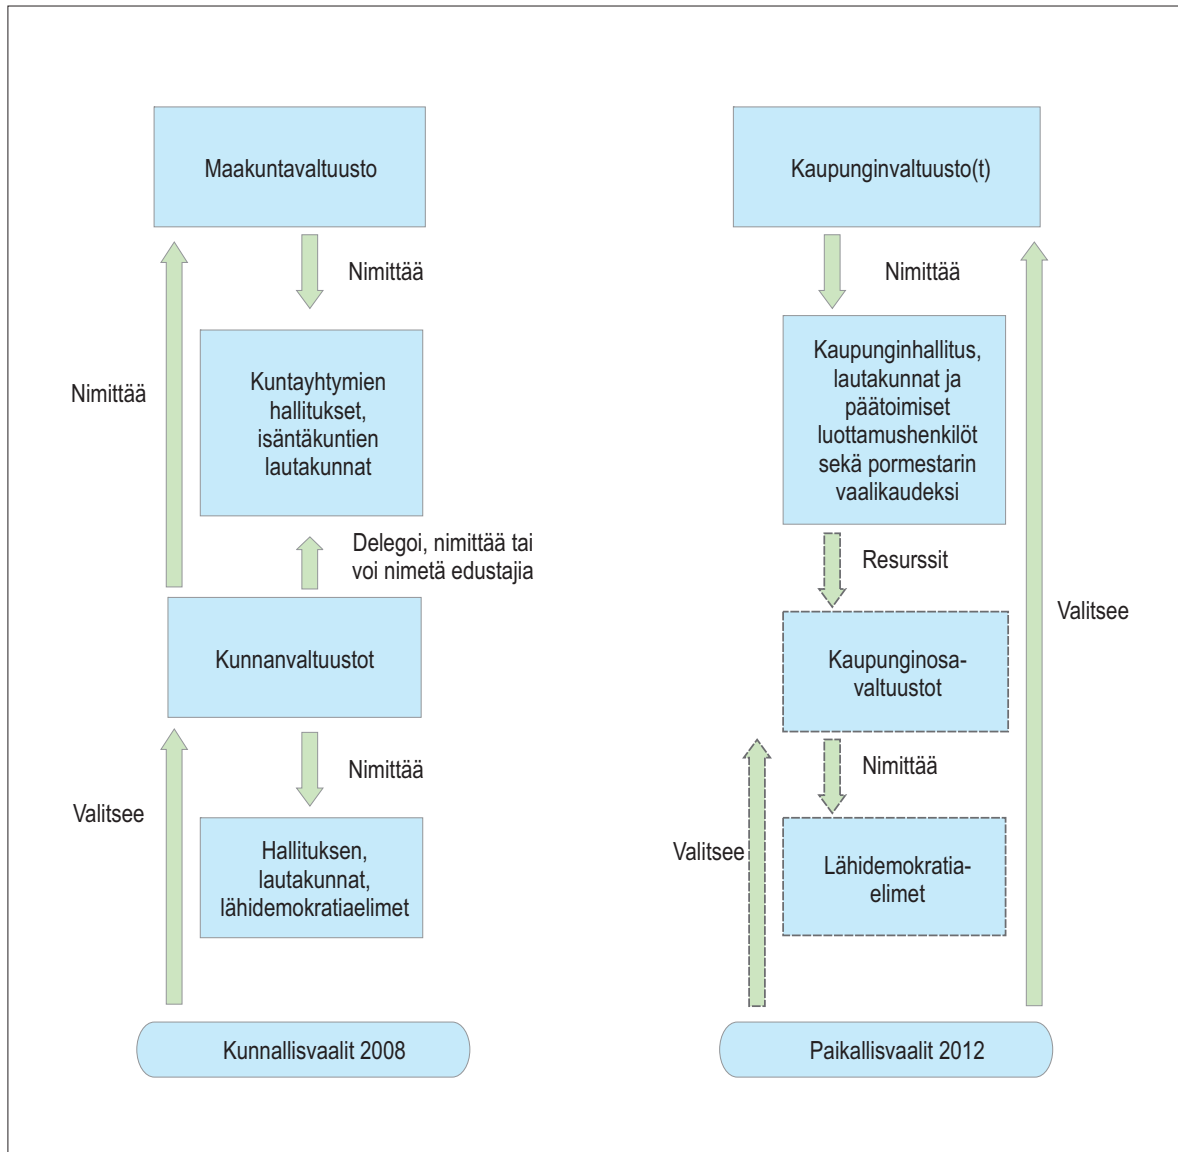 Maakuntavaltuusto
Nimittää
Nimittää
Kuntayhtymien
hallitukset,
isäntäkuntien
lautakunnat
Delegoi, nimittää tai
voi nimetä edustajia
Kunnanvaltuustot
Nimittää
Valitsee
Hallituksen,
lautakunnat,
lähidemokratiaelimet
Kunnallisvaalit 2008
Kaupunginvaltuusto(t)
Nimittää
Kaupunginhallitus,
lautakunnat ja
päätoimiset
luottamushenkilöt
sekä pormestarin
vaalikaudeksi
Resurssit
Valitsee
Kaupunginosa-
valtuustot
Nimittää
Valitsee
Lähidemokratia-
elimet
Paikallisvaalit 2012